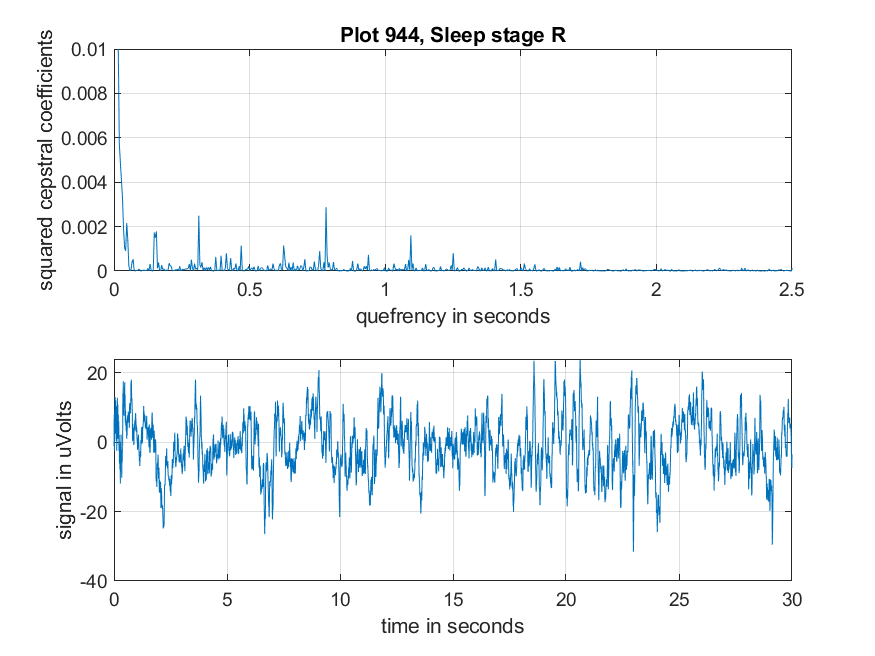 Plot 944, Sleep stage R
squared cepstral coefficients
0.01
0.008
0.006
0.004
0.002
0
0 0.5 1 1.5 2 2.5
quefrency in seconds
signal in uVolts
20
0
-20
-40
0 5 10 15 20 25 30
time in seconds